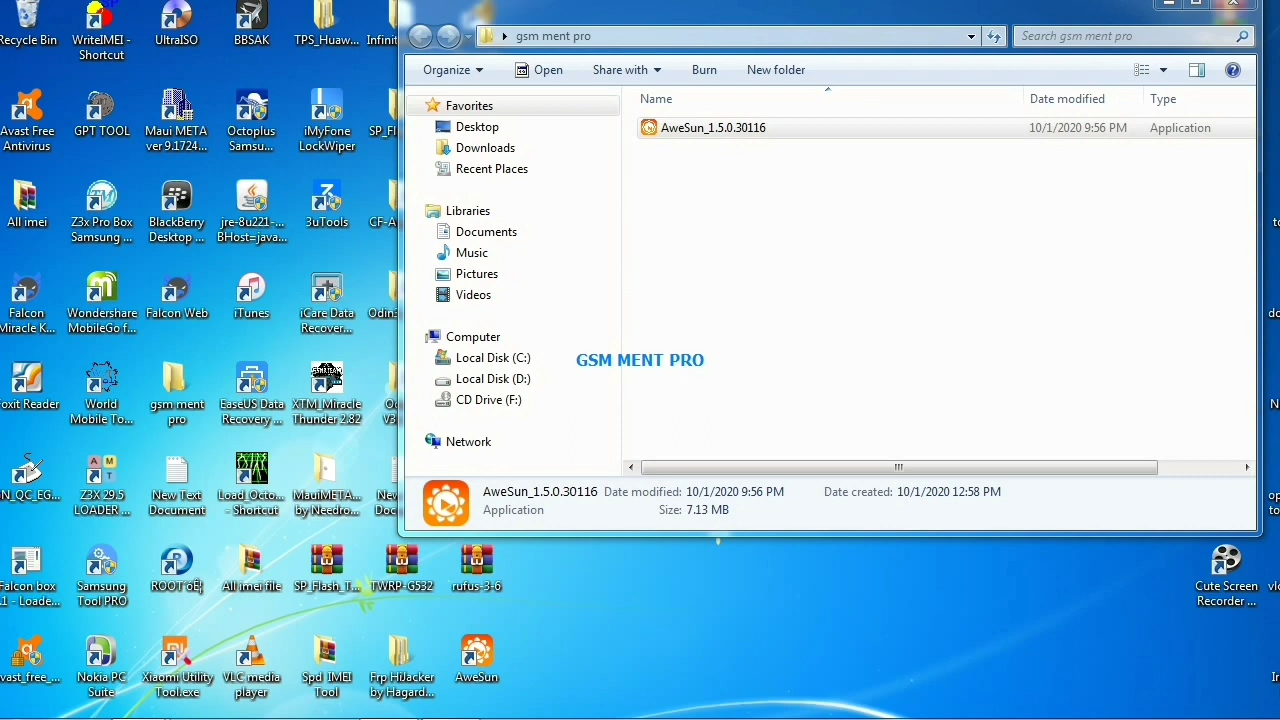 Recycle Bin
WriteIMEI -
Shortcut
UltraISO
BBSAK
TPS_Huaw...
Avast Free
Antivirus
GPT TOOL
Maui META
ver 9.1724...
Octoplus
Samsu...
iMyFone
LockWiper
All imei
Z3x Pro Box
Samsung ...
BlackBerry
Desktop ...
jre-8u221-...
BHost=java...
3uTools
CF-A
Falcon
Miracle K...
Wondershare
MobileGo f...
Falcon Web
iTunes
iCare Data
Recover...
Foxit Reader
World
Mobile To...
gsm ment
pro
EaseUS Data
Recovery ...
XTM_Miracle
Thunder 2.82
Z3X 29.5
LOADER ...
New Text
Document
Load_Octo...
- Shortcut
MauiMETA...
by Needro...
Falcon box
Samsung
Tool PRO
All imei file
SP_Flash_T...
TWRP-G532
rufus-3-6
Nokia PC
Suite
Xiaomi Utility
Tool.exe
VLC media
player
Spd IMEI
Tool
Frp HiJacker
by Hagard...
AweSun
gsm ment pro
Search gsm ment pro
Organize
Open
Share with
Burn
New folder
Favorites
Desktop
Downloads
Recent Places
Libraries
Documents
Music
Pictures
Videos
Computer
Local Disk (C:)
Local Disk (D:)
CD Drive (F:)
Network
Name
Date modified
Type
AweSun_1.5.0.30116
10/1/2020 9:56 PM
Application
GSM MENT PRO
AweSun_1.5.0.30116
Date modified: 10/1/2020 9:56 PM
Date created: 10/1/2020 12:58 PM
Application
Size: 7.13 MB
Cute Screen
Recorder ...